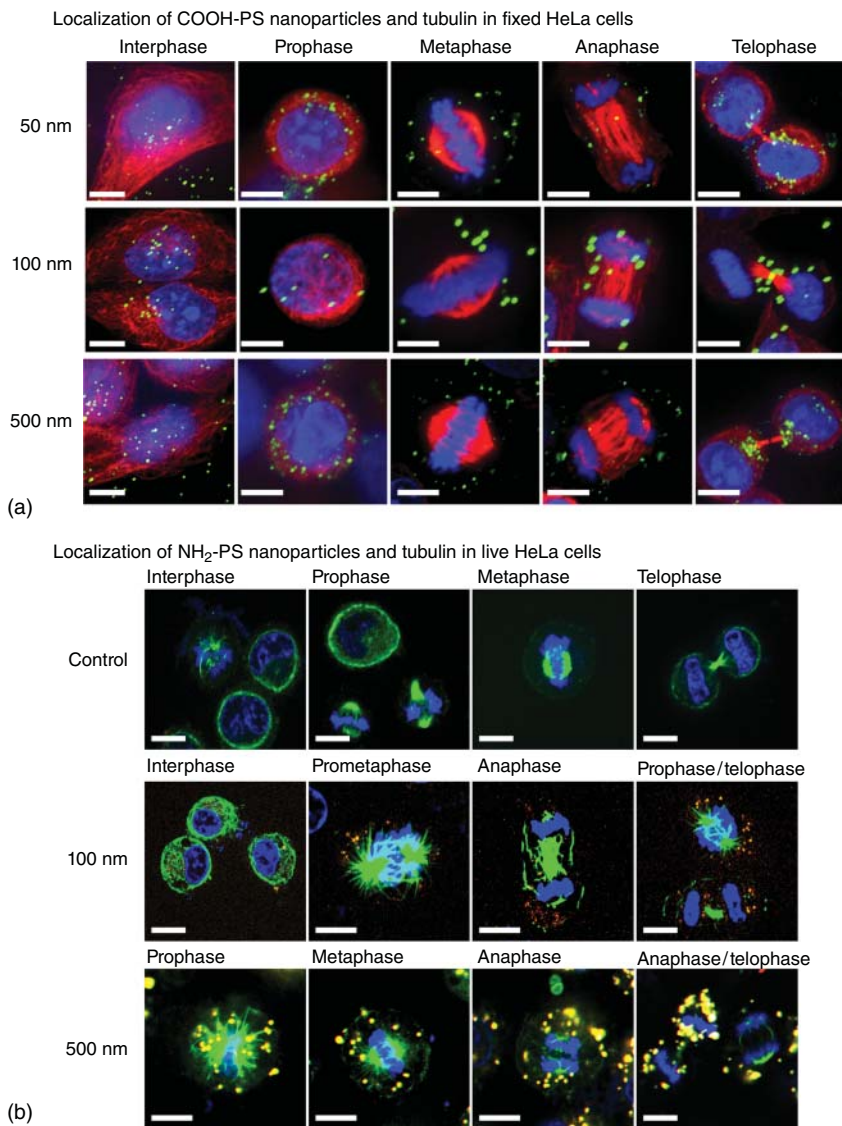 Localization of COOH-PS nanoparticles and tubulin in fixed HeLa cells
Interphase Prophase Metaphase Anaphase Telophase
50 nm
100 nm
500 nm
(a)
Localization of NH₂-PS nanoparticles and tubulin in live HeLa cells
Interphase Prophase Metaphase Telophase
Control
Interphase Prometaphase Anaphase Prophase/telophase
100 nm
Prophase Metaphase Anaphase Anaphase/telophase
500 nm
(b)